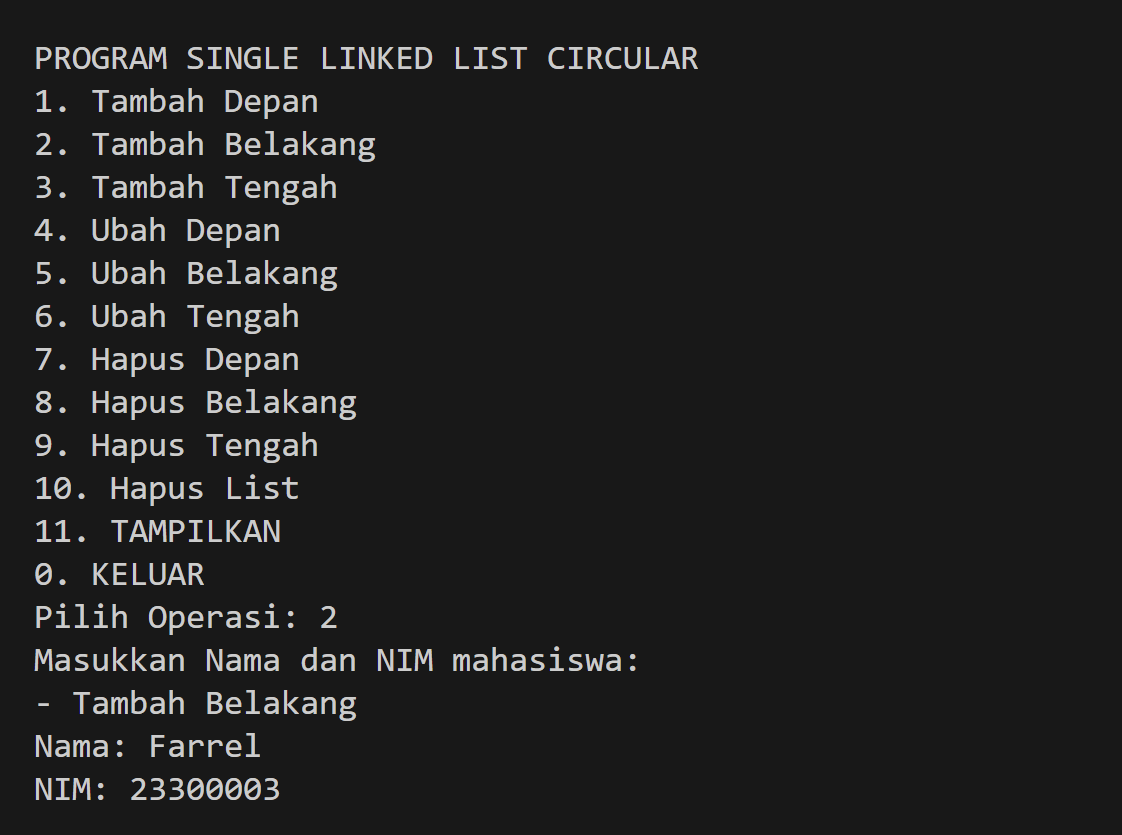 PROGRAM SINGLE LINKED LIST CIRCULAR
1. Tambah Depan
2. Tambah Belakang
3. Tambah Tengah
4. Ubah Depan
5. Ubah Belakang
6. Ubah Tengah
7. Hapus Depan
8. Hapus Belakang
9. Hapus Tengah
10. Hapus List
11. TAMPILKAN
0. KELUAR
Pilih Operasi: 2
Masukkan Nama dan NIM mahasiswa:
- Tambah Belakang
Nama: Farrel
NIM: 23300003